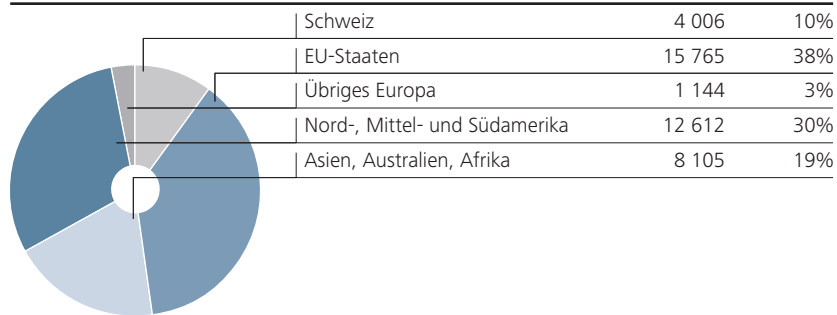 Schweiz 4 006 10%
EU-Staaten 15 765 38%
Übriges Europa 1 144 3%
Nord-, Mittel- und Südamerika 12 612 30%
Asien, Australien, Afrika 8 105 19%